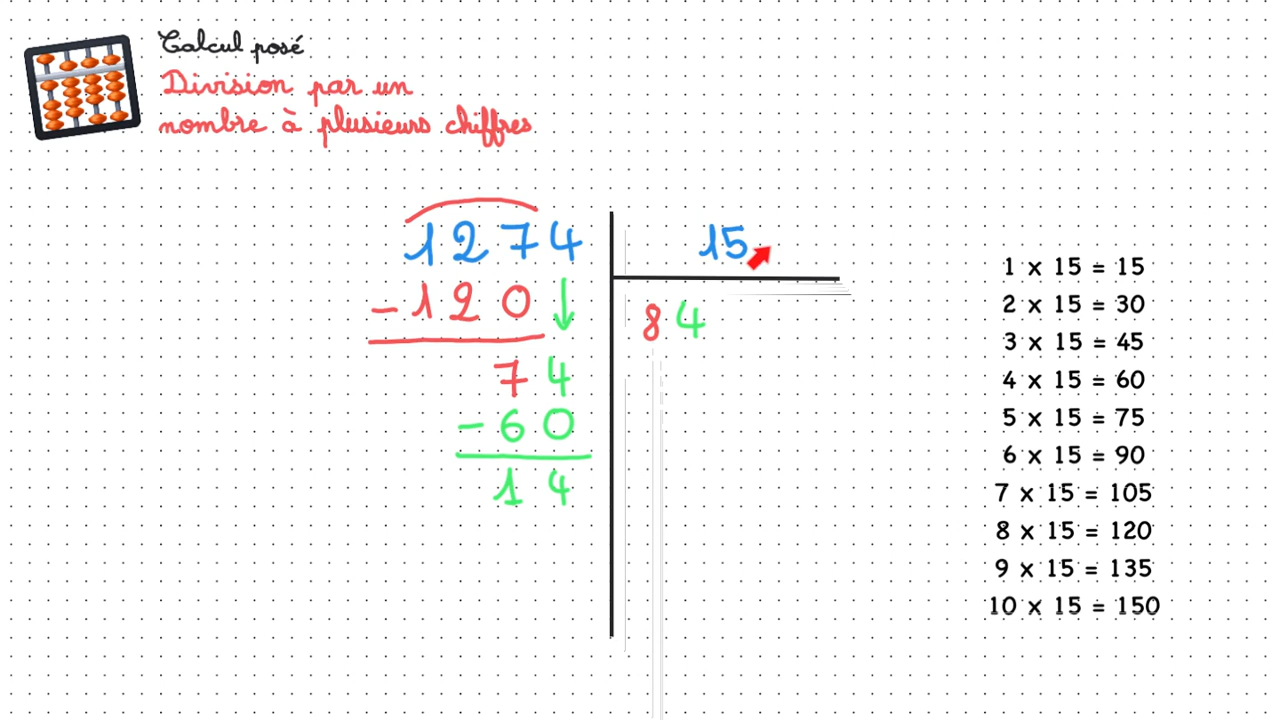 Calcul posé
Division par un
nombre à plusieurs chiffres
1274 15
- 120 84
74
- 60
14
1 x 15 = 15
2 x 15 = 30
3 x 15 = 45
4 x 15 = 60
5 x 15 = 75
6 x 15 = 90
7 x 15 = 105
8 x 15 = 120
9 x 15 = 135
10 x 15 = 150